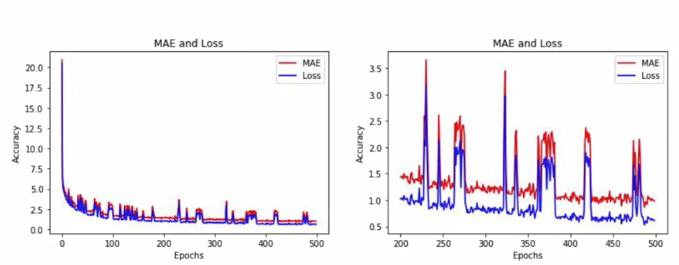 MAE and Loss
MAE
Loss
Accuracy
20.0
17.5
15.0
12.5
10.0
7.5
5.0
2.5
0.0
0
100
200
300
400
500
Epochs
MAE and Loss
MAE
Loss
Accuracy
3.5
3.0
2.5
2.0
1.5
1.0
0.5
200
250
300
350
400
450
500
Epochs